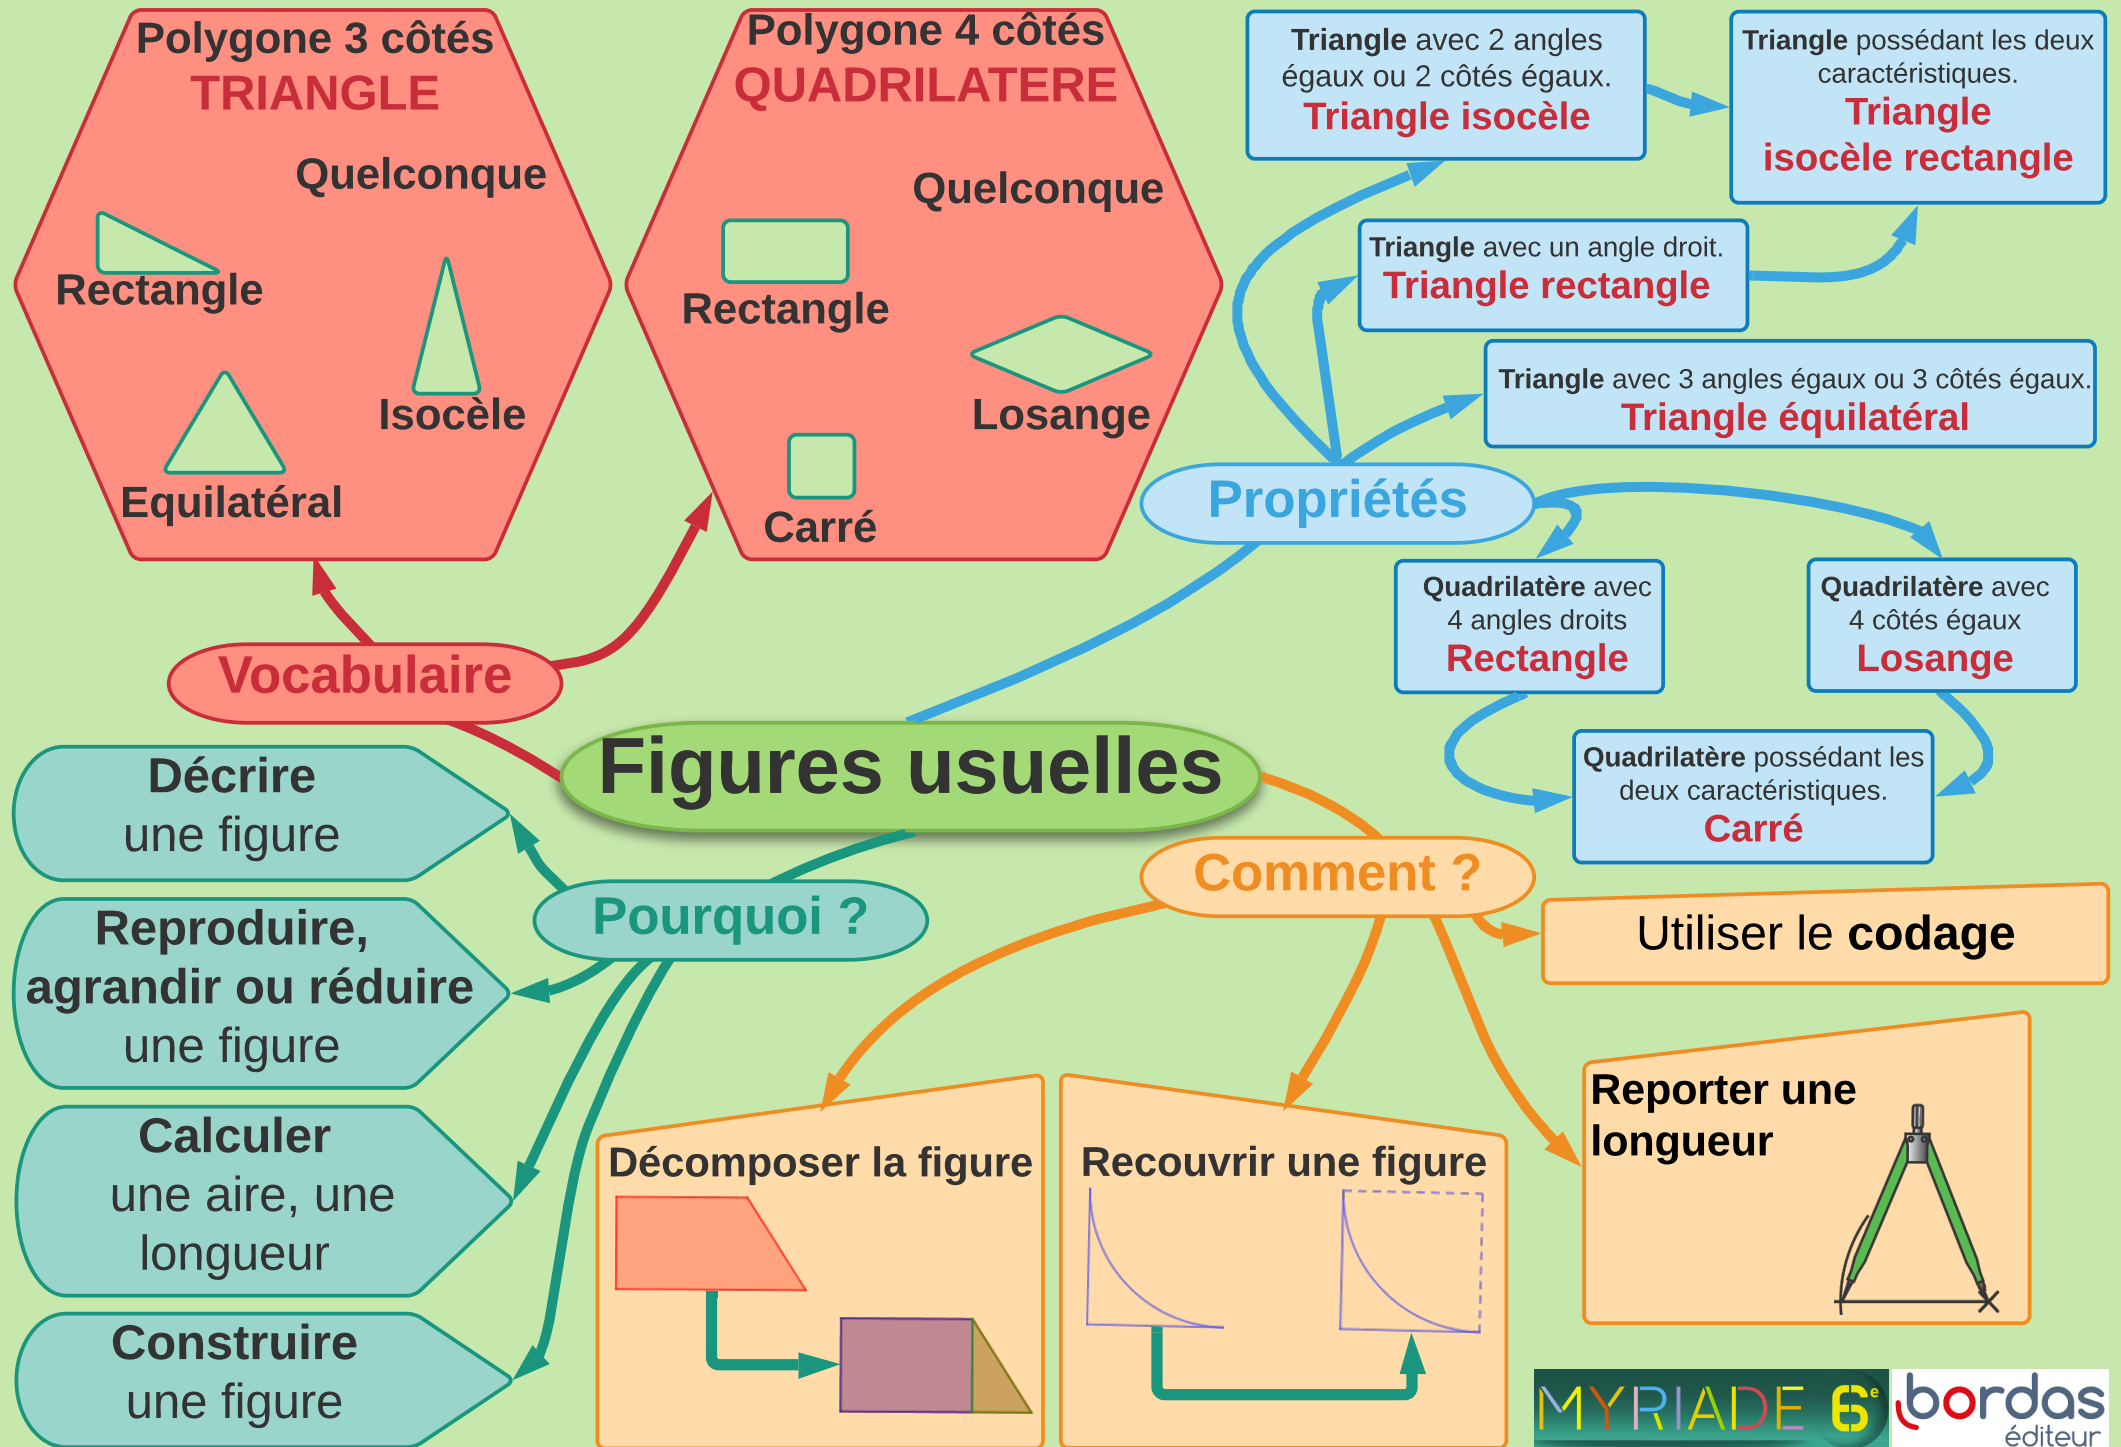 Polygone 3 côtés
TRIANGLE
Quelconque
Rectangle
Isocèle
Equilatéral
Polygone 4 côtés
QUADRILATERE
Quelconque
Rectangle
Losange
Carré
Vocabulaire
Triangle avec 2 angles
égaux ou 2 côtés égaux.
Triangle isocèle
Triangle possédant les deux
caractéristiques.
Triangle
isocèle rectangle
Triangle avec un angle droit.
Triangle rectangle
Triangle avec 3 angles égaux ou 3 côtés égaux.
Triangle équilatéral
Propriétés
Quadrilatère avec
4 angles droits
Rectangle
Quadrilatère avec
4 côtés égaux
Losange
Quadrilatère possédant les
deux caractéristiques.
Carré
Figures usuelles
Décrire
une figure
Reproduire,
agrandir ou réduire
une figure
Calculer
une aire, une
longueur
Construire
une figure
Pourquoi ?
Comment ?
Utiliser le codage
Reporter une
longueur
Décomposer la figure
Recouvrir une figure
MYRIADE 6e
bordas
éditeur